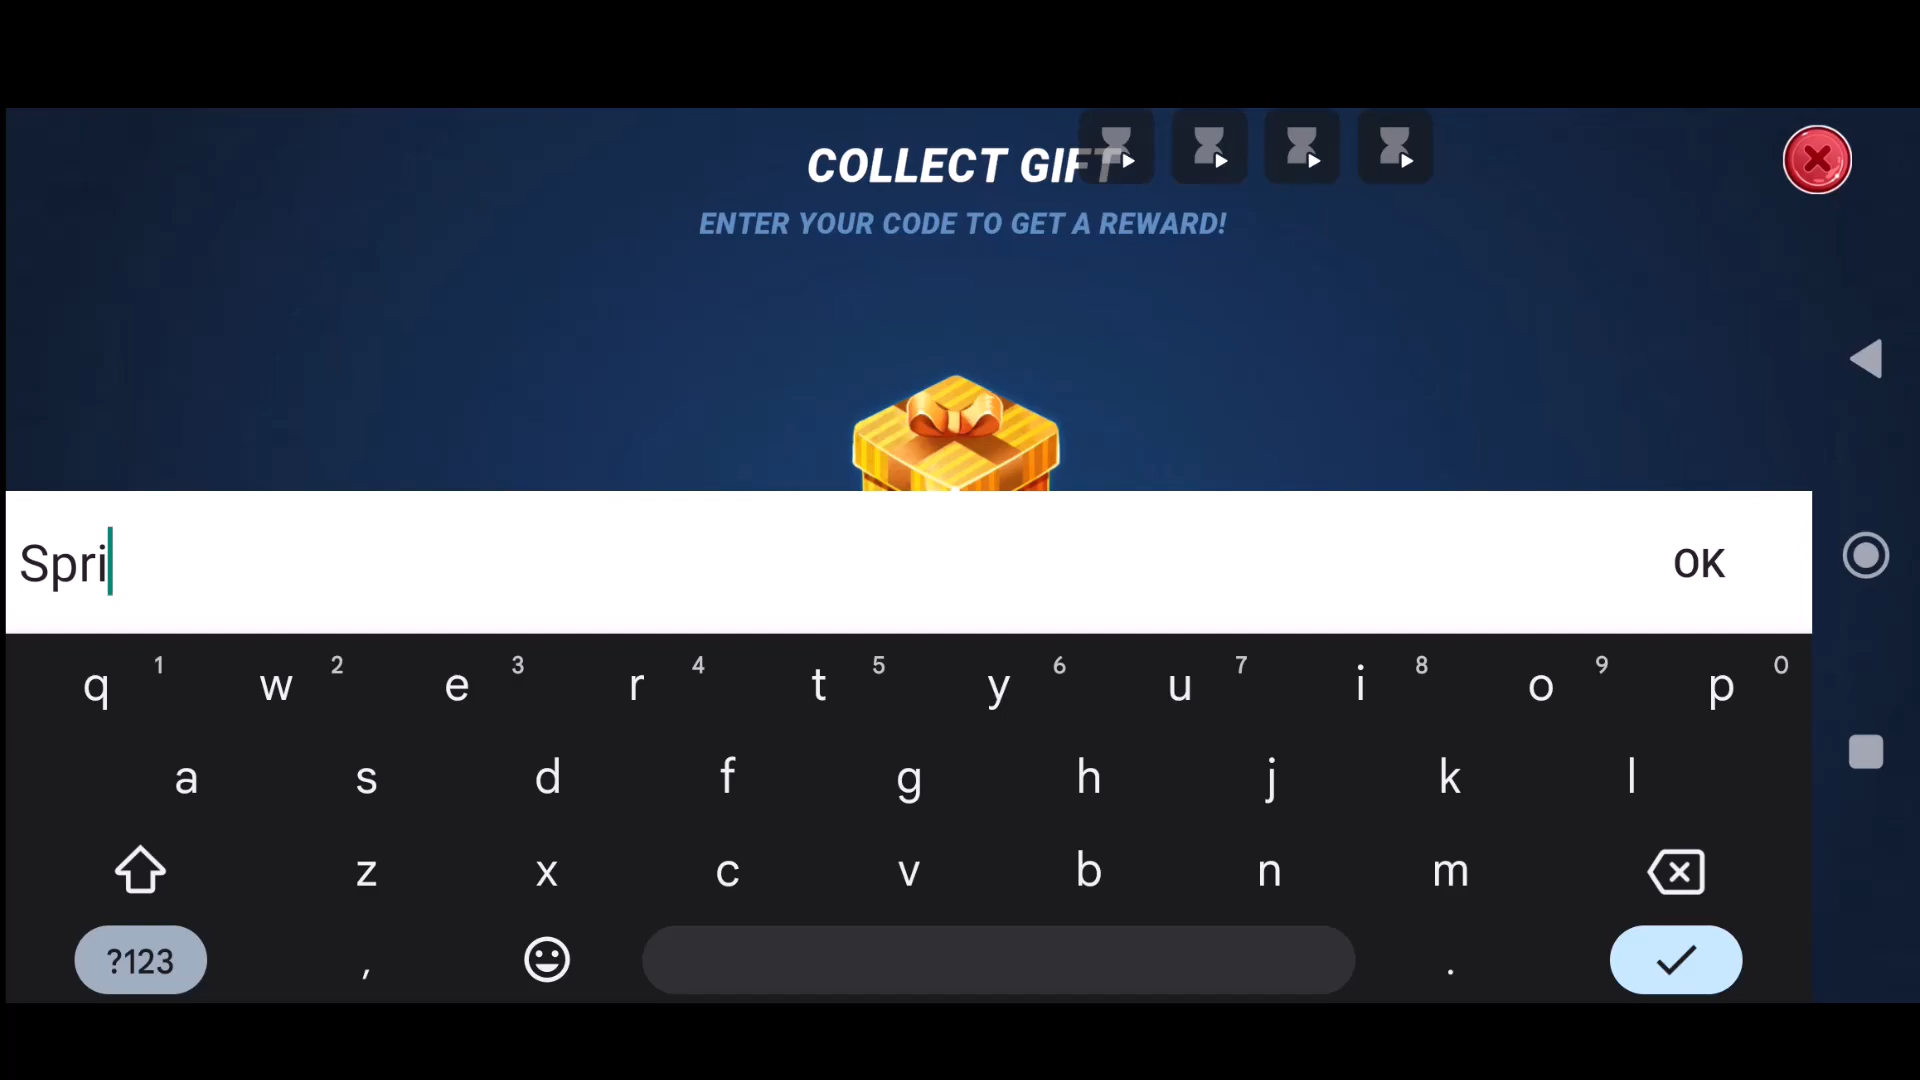 COLLECT GIFT
ENTER YOUR CODE TO GET A REWARD!
Spri
OK
q 1 w 2 e 3 r 4 t 5 y 6 u 7 i 8 o 9 p 0
a s d f g h j k l
z x c v b n m
?123 , .